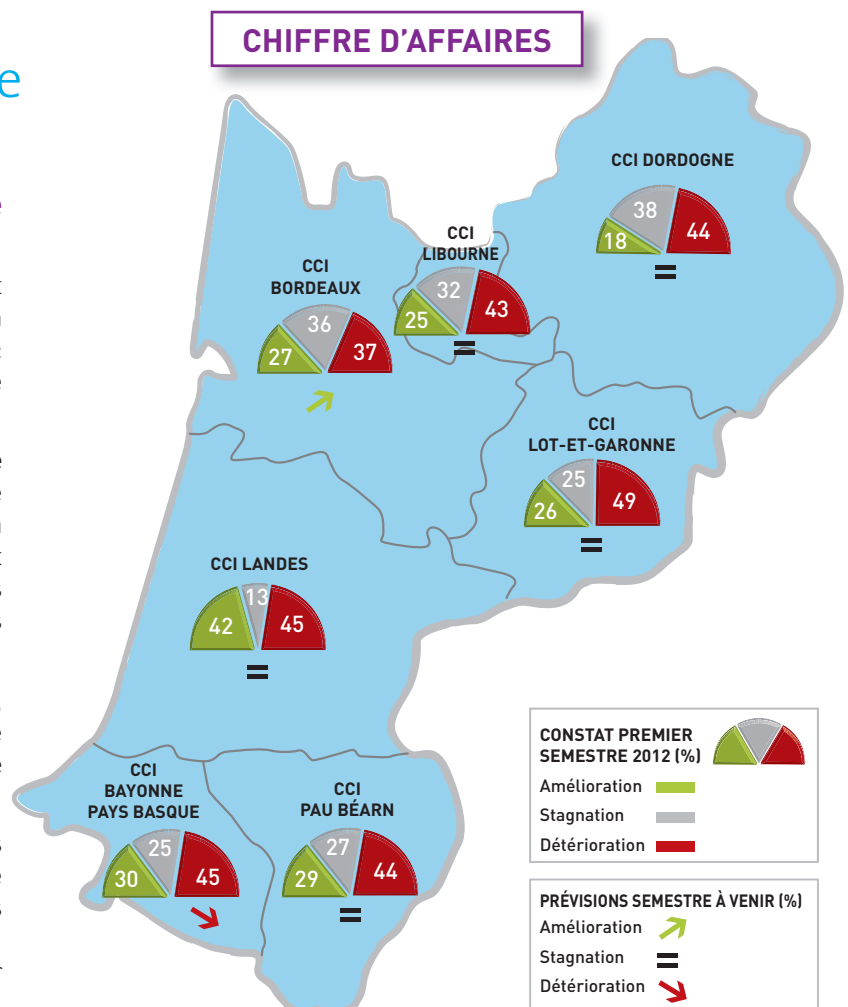 CHIFFRE D'AFFAIRES
e
CCI DORDOGNE
18 38 44
=
CCI
LIBOURNE
25 32 43
=
CCI
BORDEAUX
27 36 37
CCI
LOT-ET-GARONNE
26 25 49
=
CCI LANDES
42 13 45
=
CCI
BAYONNE
PAYS BASQUE
30 25 45
CCI
PAU BÉARN
29 27 44
=
CONSTAT PREMIER
SEMESTRE 2012 (%)
Amélioration
Stagnation
Détérioration
PRÉVISIONS SEMESTRE À VENIR (%)
Amélioration
Stagnation =
Détérioration